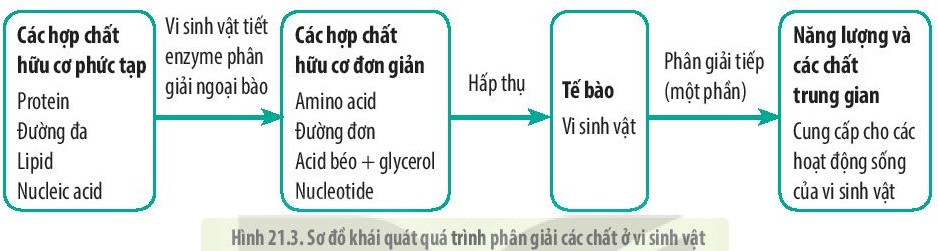 Các hợp chất
hữu cơ phức tạp
Protein
Đường đa
Lipid
Nucleic acid
Vi sinh vật tiết
enzyme phân
giải ngoại bào
Các hợp chất
hữu cơ đơn giản
Amino acid
Đường đơn
Acid béo + glycerol
Nucleotide
Hấp thụ
Tế bào
Vi sinh vật
Phân giải tiếp
(một phần)
Năng lượng và
các chất
trung gian
Cung cấp cho các
hoạt động sống
của vi sinh vật
Hình 21.3. Sơ đồ khái quát quá trình phân giải các chất ở vi sinh vật